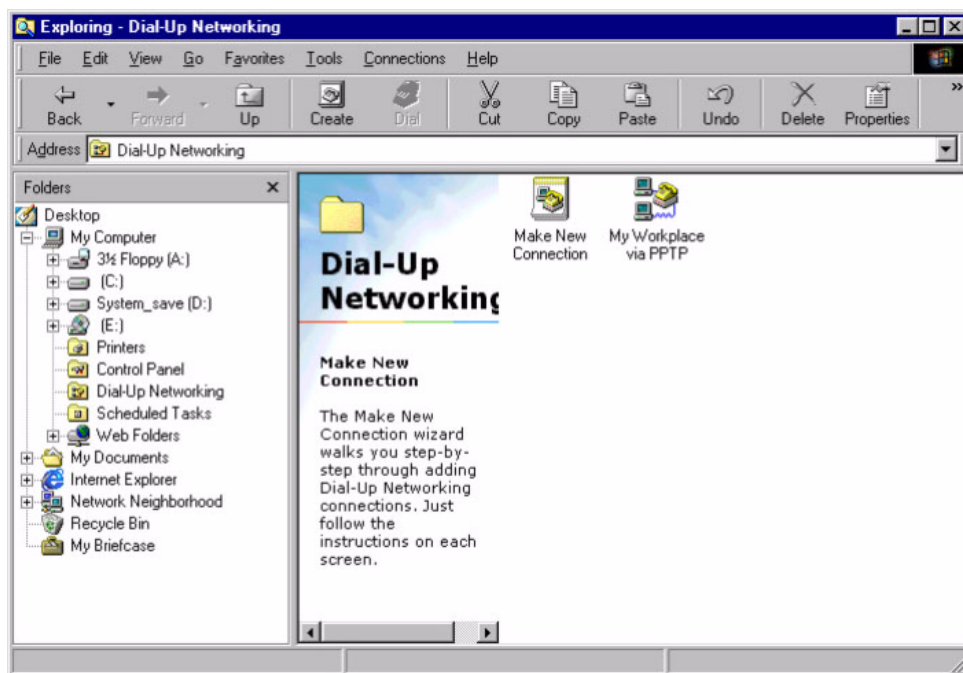 Exploring - Dial-Up Networking
File Edit View Go Favorites Tools Connections Help
Back Forward Up Create Dial Cut Copy Paste Undo Delete Properties »
Address Dial-Up Networking
Folders
Desktop
My Computer
3½ Floppy (A:)
(C:)
System_save (D:)
(E:)
Printers
Control Panel
Dial-Up Networking
Scheduled Tasks
Web Folders
My Documents
Internet Explorer
Network Neighborhood
Recycle Bin
My Briefcase
Dial-Up
Networking
Make New
Connection
The Make New
Connection wizard
walks you step-by-
step through adding
Dial-Up Networking
connections. Just
follow the
instructions on each
screen.
Make New
Connection
My Workplace
via PPTP